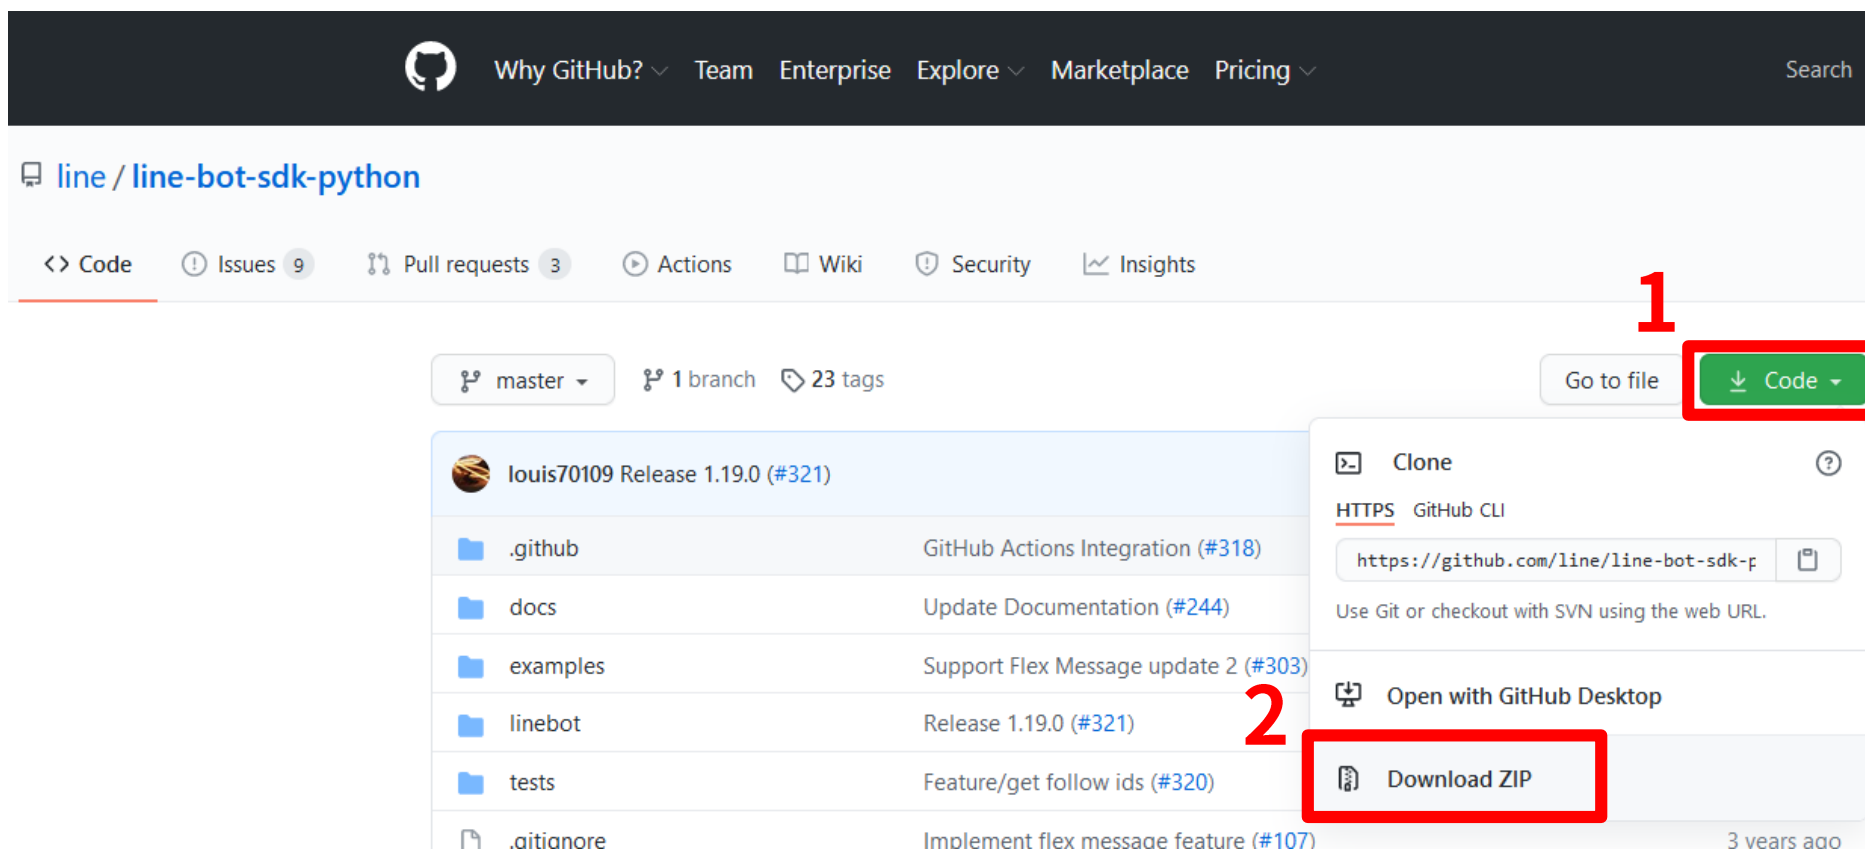 Why GitHub? Team Enterprise Explore Marketplace Pricing Search
line / line-bot-sdk-python
Code Issues 9 Pull requests 3 Actions Wiki Security Insights
1
master 1 branch 23 tags Go to file Code
louis70109 Release 1.19.0 (#321)
Clone
HTTPS GitHub CLI
https://github.com/line/line-bot-sdk-p
Use Git or checkout with SVN using the web URL.
Open with GitHub Desktop
2
Download ZIP
.github GitHub Actions Integration (#318)
docs Update Documentation (#244)
examples Support Flex Message update 2 (#303)
linebot Release 1.19.0 (#321)
tests Feature/get follow ids (#320)
.gitignore Implement flex message feature (#107) 3 years ago